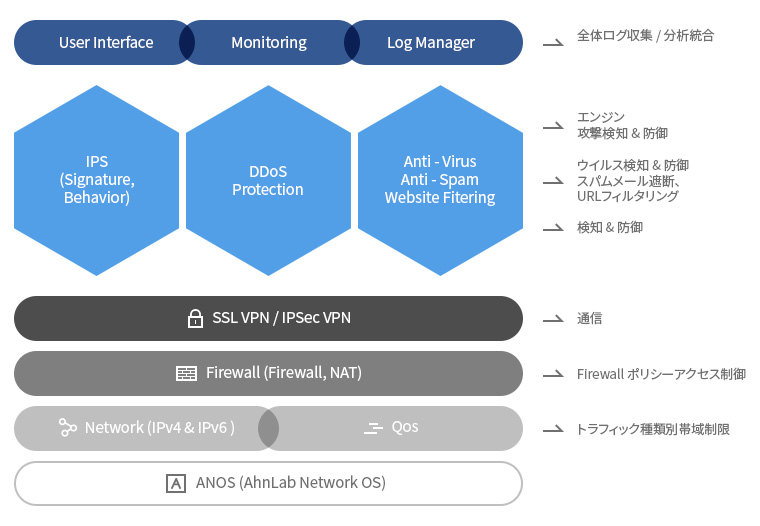 User Interface
Monitoring
Log Manager
全体ログ収集 / 分析統合
IPS
(Signature,
Behavior)
DDoS
Protection
Anti - Virus
Anti - Spam
Website Fitering
エンジン
攻撃検知 & 防御
ウイルス検知 & 防御
スパムメール遮断、
URLフィルタリング
検知 & 防御
SSL VPN / IPSec VPN
通信
Firewall (Firewall, NAT)
Firewall ポリシーアクセス制御
Network (IPv4 & IPv6 )
Qos
トラフィック種類別帯域制限
A
ANOS (AhnLab Network OS)